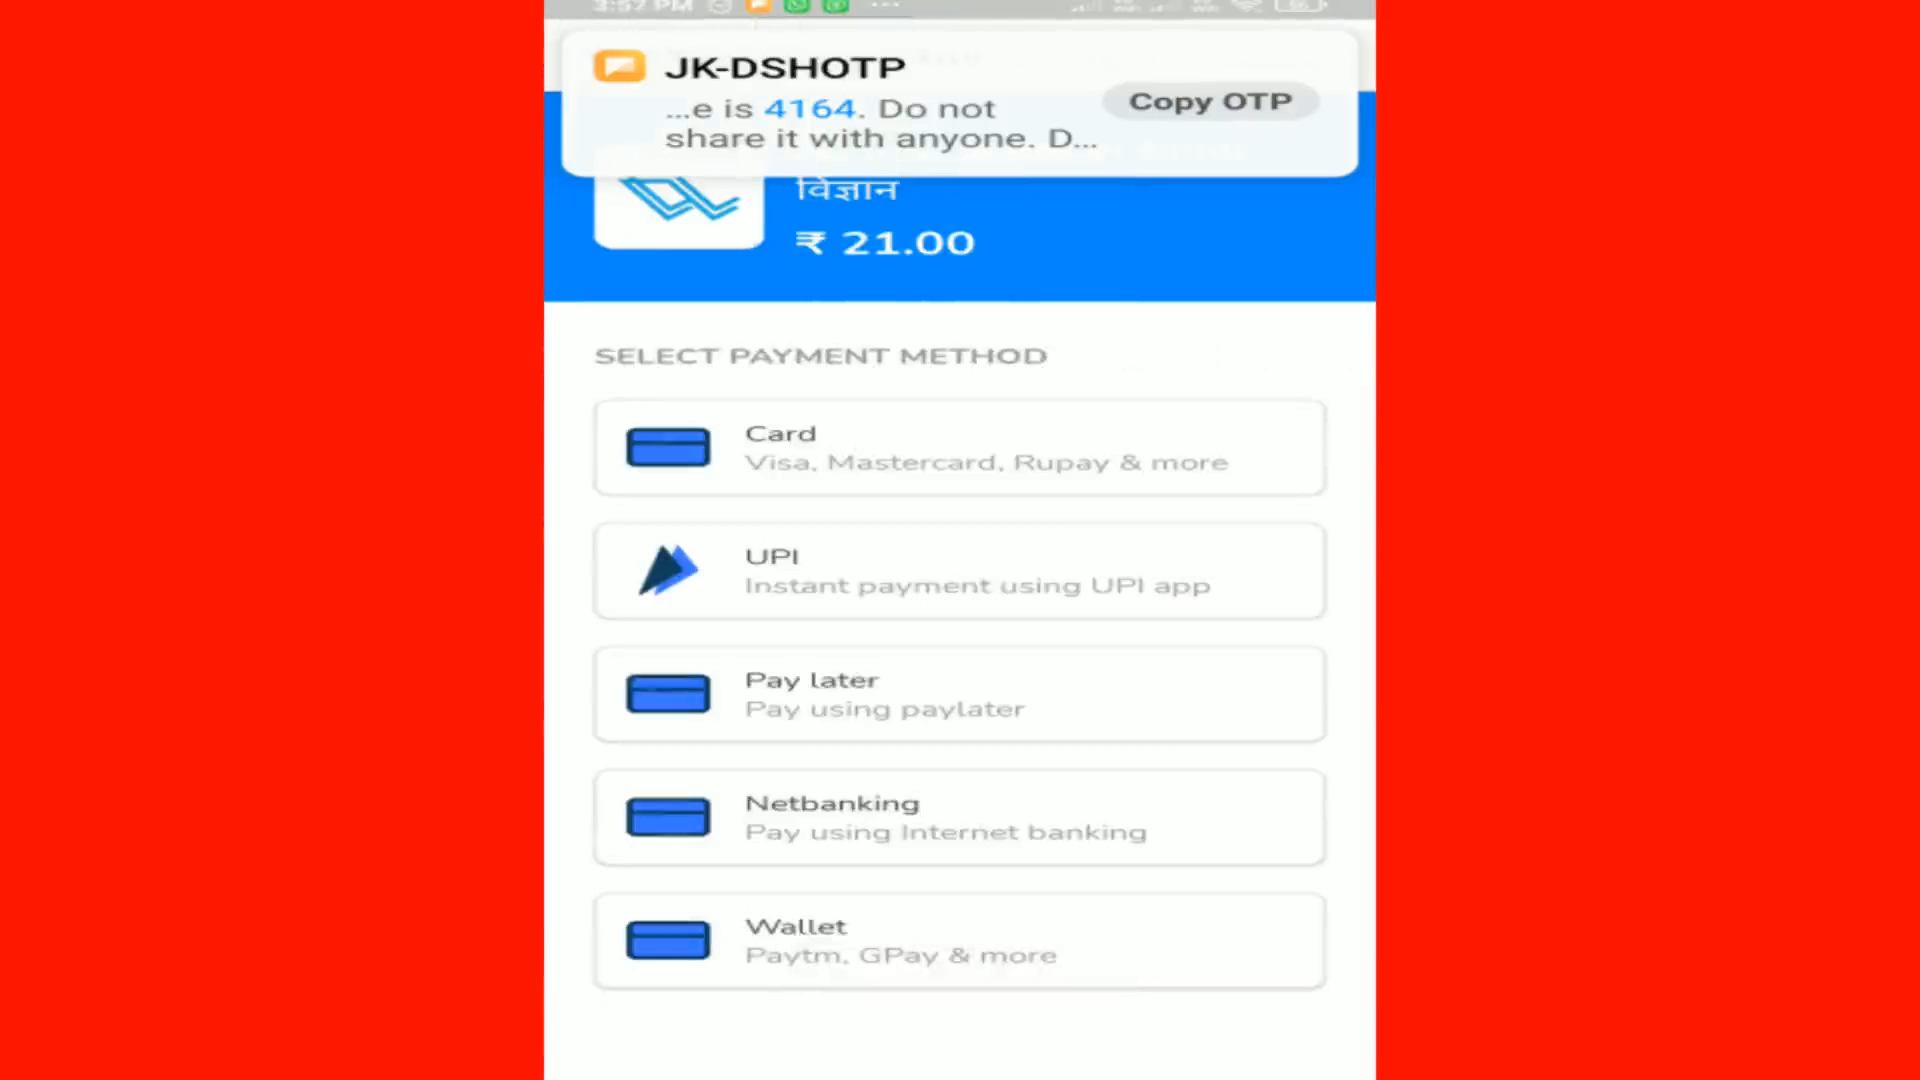 3:57 PM
JK-DSHOTP
...e is 4164. Do not
share it with anyone. D...
Copy OTP
विज्ञान
₹ 21.00
SELECT PAYMENT METHOD
Card
Visa, Mastercard, Rupay & more
UPI
Instant payment using UPI app
Pay later
Pay using paylater
Netbanking
Pay using Internet banking
Wallet
Paytm, GPay & more